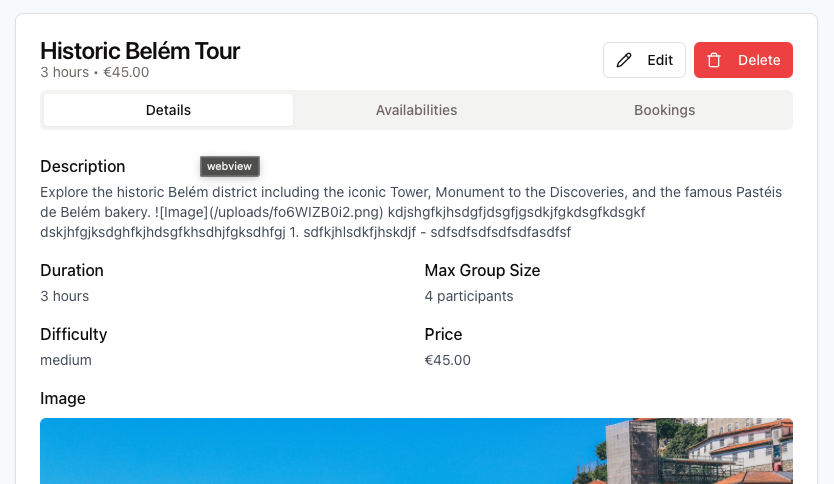 Historic Belém Tour
3 hours • €45.00
Edit
Delete
Details
Availabilities
Bookings
Description
webview
Explore the historic Belém district including the iconic Tower, Monument to the Discoveries, and the famous Pastéis
de Belém bakery. ![Image](/uploads/fo6WIZB0i2.png) kdjshgfkjhsdgfjdsgfjgsdkjfgkdsgfkdsgkf
dskjhfgjksdghfkjhdsgfkhsdhjfgksdhfgj 1. sdfkjhlsdkfjhskdjf - sdfsdfsdfsdfsdfasdfsf
Duration
Max Group Size
3 hours
4 participants
Difficulty
Price
medium
€45.00
Image